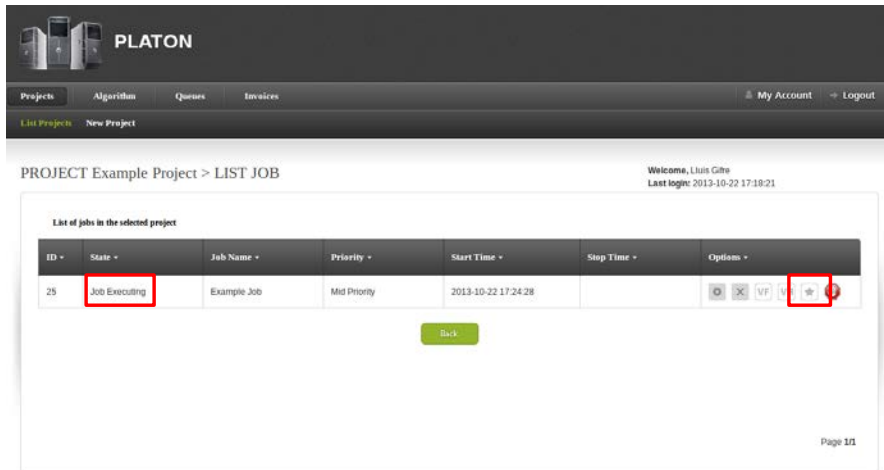 PLATON
Projects Algorithm Queues Invoices My Account Logout
List Projects New Project
PROJECT Example Project > LIST JOB
Welcome, Lluis Gifre
Last login: 2013-10-22 17:18:21
List of jobs in the selected project
ID State Job Name Priority Start Time Stop Time Options
25 Job Executing Example Job Mid Priority 2013-10-22 17:24:28 VF
Back
Page 1/1